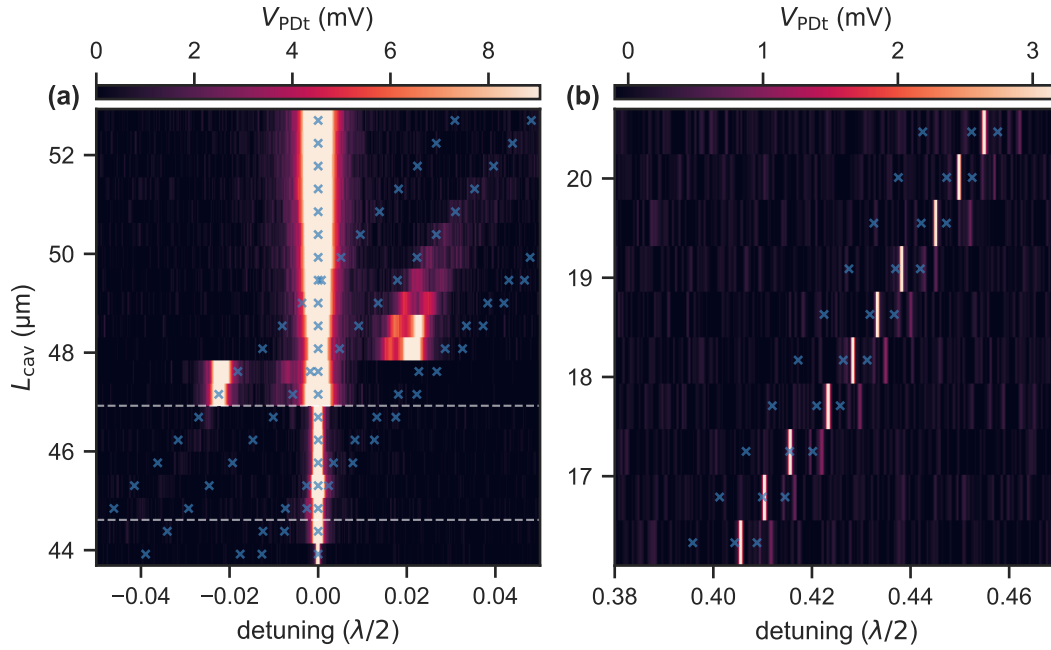 V_PDt (mV)
0 2 4 6 8
(a)
52
50
48
46
44
L_cav (µm)
−0.04 −0.02 0.00 0.02 0.04
detuning (λ/2)
V_PDt (mV)
0 1 2 3
(b)
20
19
18
17
0.38 0.40 0.42 0.44 0.46
detuning (λ/2)